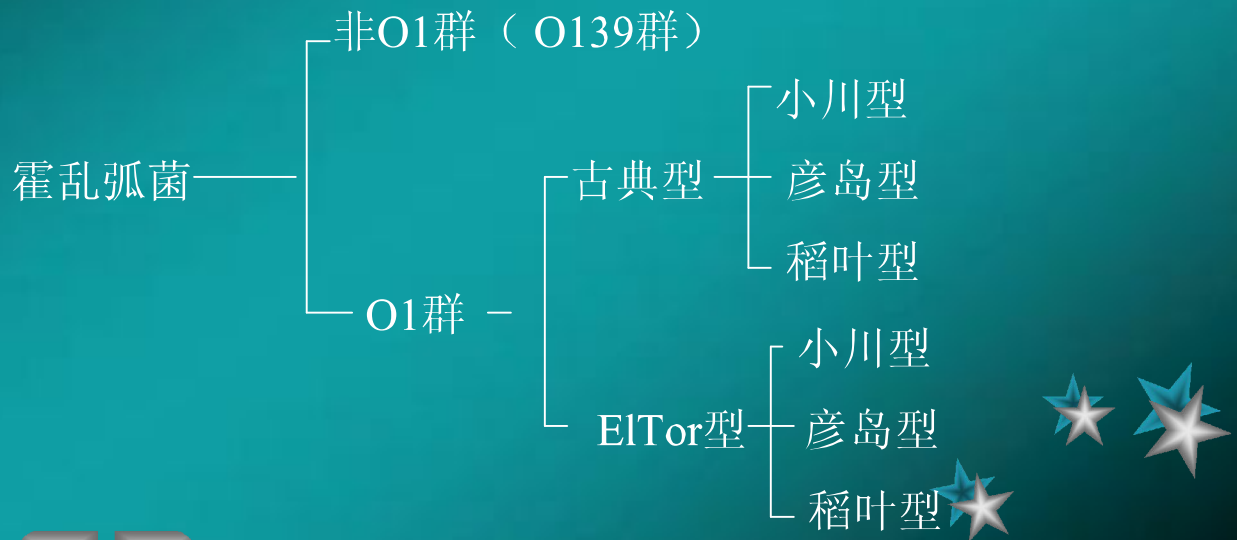 非O1群（ O139群）
小川型
霍乱弧菌
古典型
彦岛型
稻叶型
O1群
小川型
ElTor型
彦岛型
稻叶型